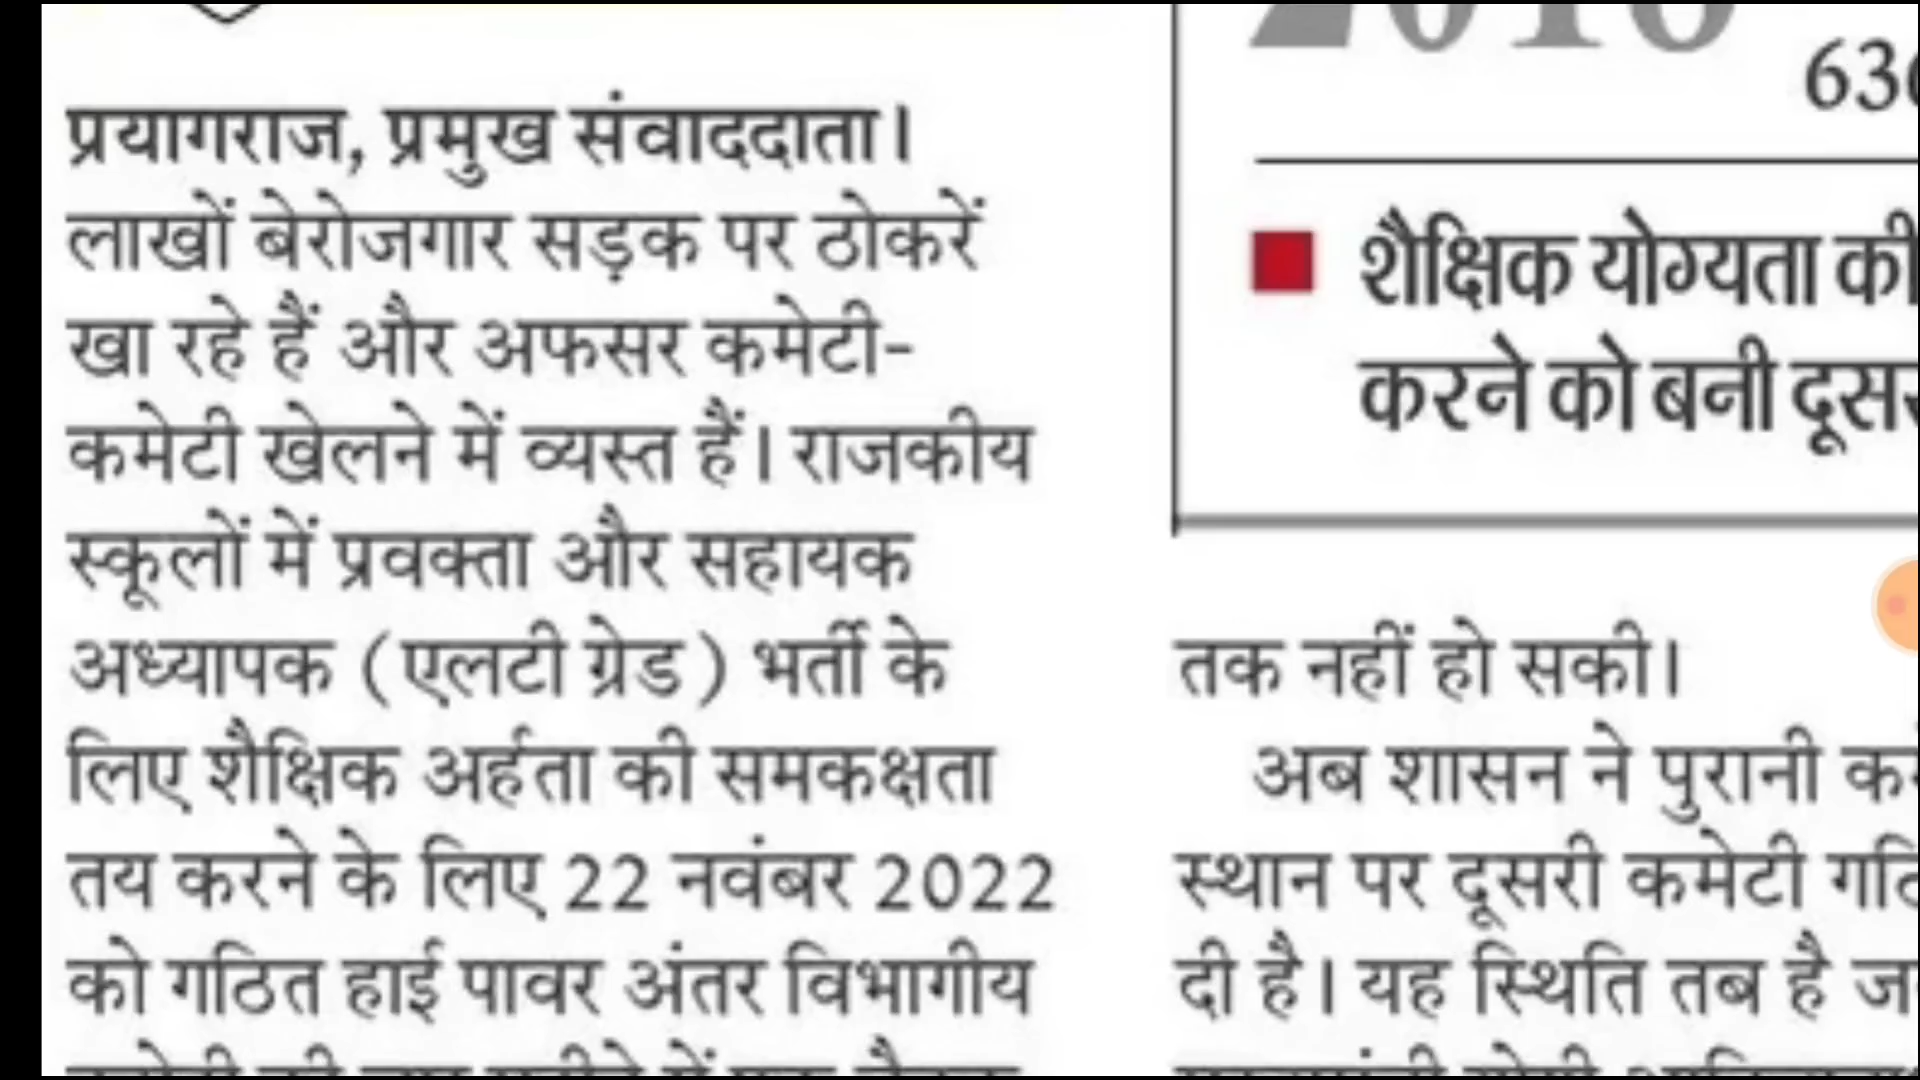 प्रयागराज, प्रमुख संवाददाता।
लाखों बेरोजगार सड़क पर ठोकरें
खा रहे हैं और अफसर कमेटी-
कमेटी खेलने में व्यस्त हैं। राजकीय
स्कूलों में प्रवक्ता और सहायक
अध्यापक (एलटी ग्रेड) भर्ती के
लिए शैक्षिक अर्हता की समकक्षता
तय करने के लिए 22 नवंबर 2022
को गठित हाई पावर अंतर विभागीय
शैक्षिक योग्यता की
करने को बनी
तक नहीं हो सकी।
अब शासन ने पुरानी
स्थान पर दूसरी कमेटी
दी है। यह स्थिति तब है